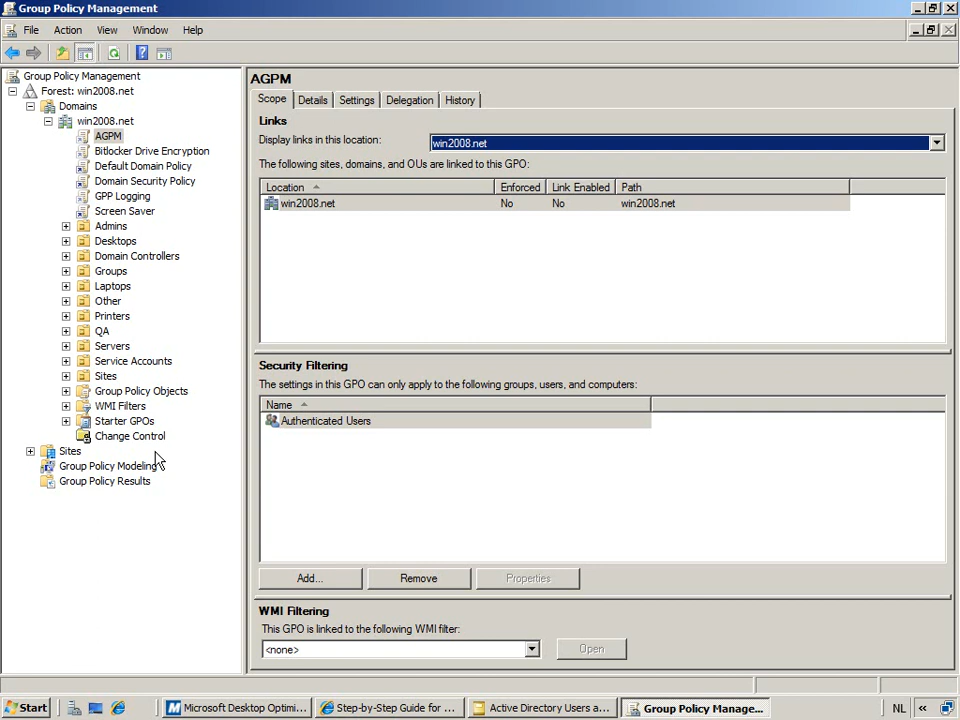 Group Policy Management
File Action View Window Help
Group Policy Management
Forest: win2008.net
Domains
win2008.net
AGPM
Bitlocker Drive Encryption
Default Domain Policy
Domain Security Policy
GPP Logging
Screen Saver
Admins
Desktops
Domain Controllers
Groups
Laptops
Other
Printers
QA
Servers
Service Accounts
Sites
Group Policy Objects
WMI Filters
Starter GPOs
Change Control
Sites
Group Policy Modeling
Group Policy Results
AGPM
Scope Details Settings Delegation History
Links
Display links in this location: win2008.net
The following sites, domains, and OUs are linked to this GPO:
Location Enforced Link Enabled Path
win2008.net No No win2008.net
Security Filtering
The settings in this GPO can only apply to the following groups, users, and computers:
Name
Authenticated Users
Add... Remove Properties
WMI Filtering
This GPO is linked to the following WMI filter:
<none> Open
Start Microsoft Desktop Optimi... Step-by-Step Guide for ... Active Directory Users a... Group Policy Manage... NL «